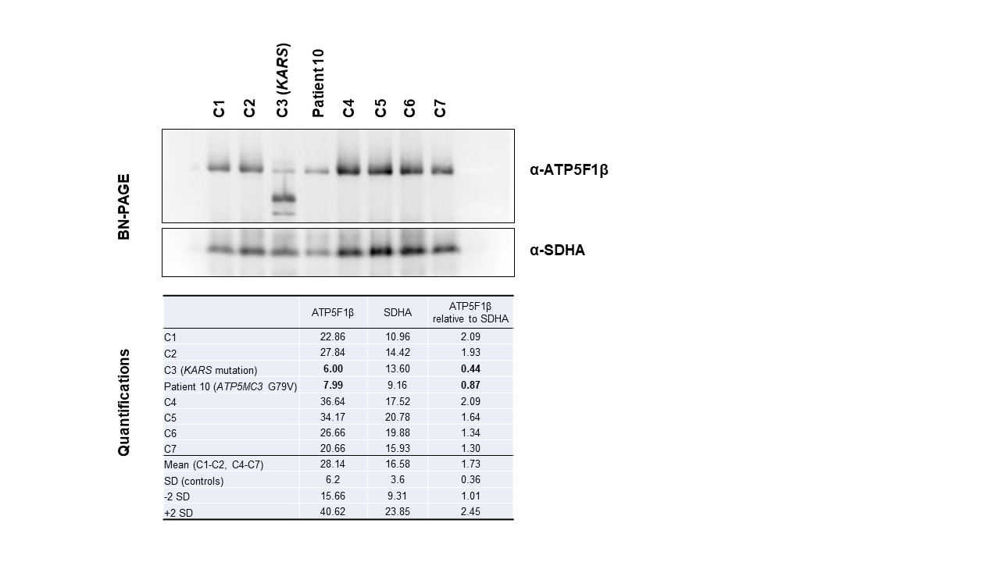 C1
C2
C3 (KARS)
Patient 10
C4
C5
C6
C7
BN-PAGE
α-ATP5F1β
α-SDHA
Quantifications
ATP5F1β SDHA ATP5F1β
relative to SDHA
C1 22.86 10.96 2.09
C2 27.84 14.42 1.93
C3 (KARS mutation) 6.00 13.60 0.44
Patient 10 (ATP5MC3 G79V) 7.99 9.16 0.87
C4 36.64 17.52 2.09
C5 34.17 20.78 1.64
C6 26.66 19.88 1.34
C7 20.66 15.93 1.30
Mean (C1-C2, C4-C7) 28.14 16.58 1.73
SD (controls) 6.2 3.6 0.36
-2 SD 15.66 9.31 1.01
+2 SD 40.62 23.85 2.45